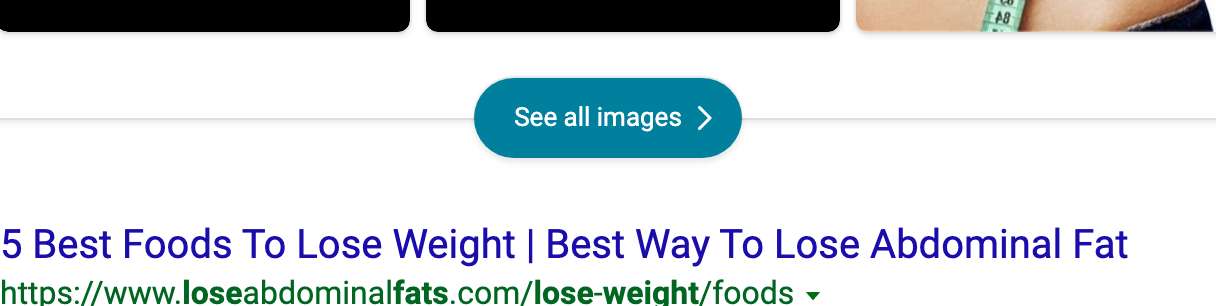 84
See all images
5 Best Foods To Lose Weight | Best Way To Lose Abdominal Fat
https://www.loseabdominalfats.com/lose-weight/foods